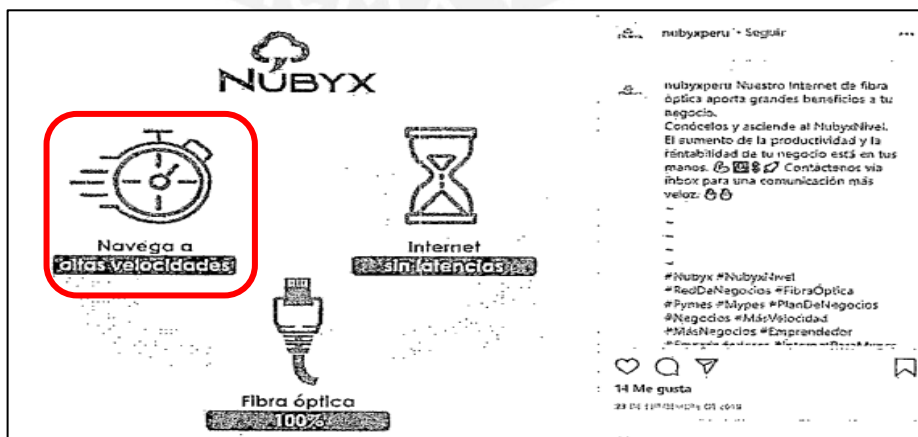 NUBYX
Navega a
altas velocidades
Internet
sin latencias
Fibra óptica
100%
nubyxperu • Seguir
nubyxperu Nuestro Internet de fibra
óptica aporta grandes beneficios a tu
negocio.
Conócelos y asciende al NubyxNivel.
El aumento de la productividad y la
rentabilidad de tu negocio está en tus
manos. Contáctenos vía
inbox para una comunicación más
veloz.
#Nubyx #NubyxNivel
#RedDeNegocios #FibraÓptica
#Pymes #Mypes #PlanDeNegocios
#Negocios #MásVelocidad
#MásNegocios #Emprendedor
14 Me gusta